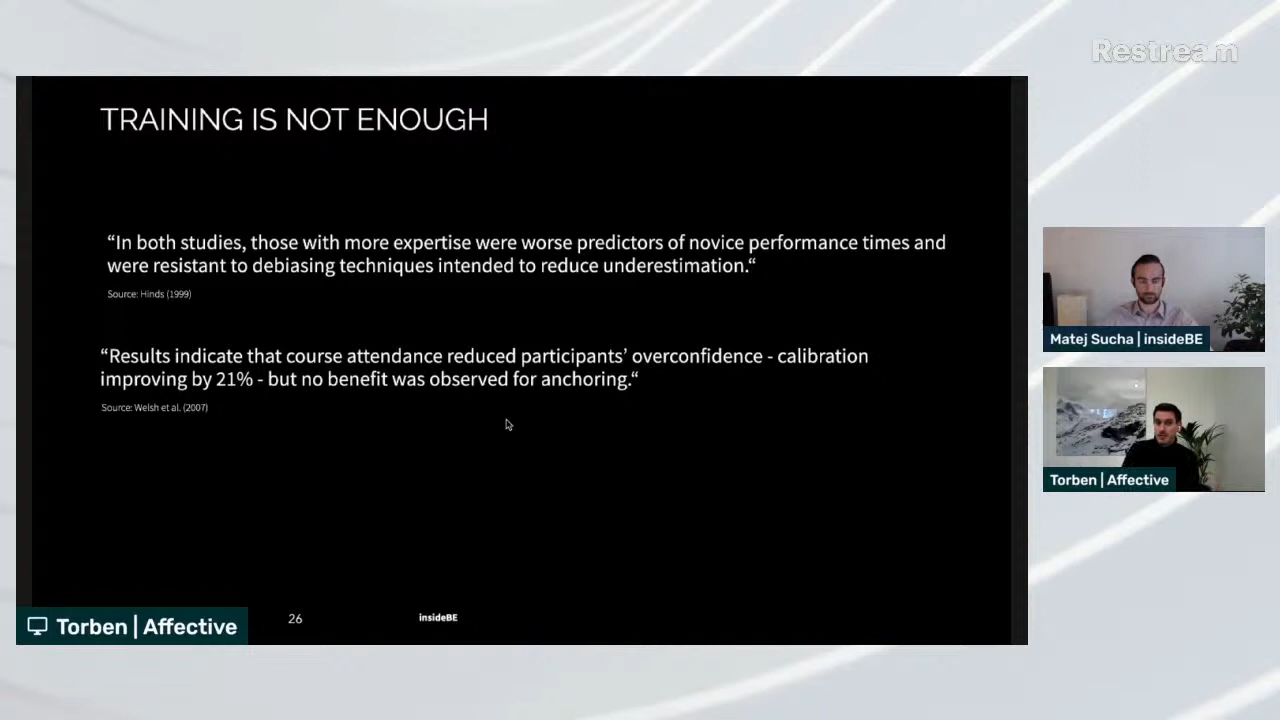 Restream
TRAINING IS NOT ENOUGH
“In both studies, those with more expertise were worse predictors of novice performance times and
were resistant to debiasing techniques intended to reduce underestimation.“
Source: Hinds (1999)
“Results indicate that course attendance reduced participants’ overconfidence - calibration
improving by 21% - but no benefit was observed for anchoring.“
Source: Welsh et al. (2007)
Matej Sucha | insideBE
Torben | Affective
Torben | Affective
26
insideBE